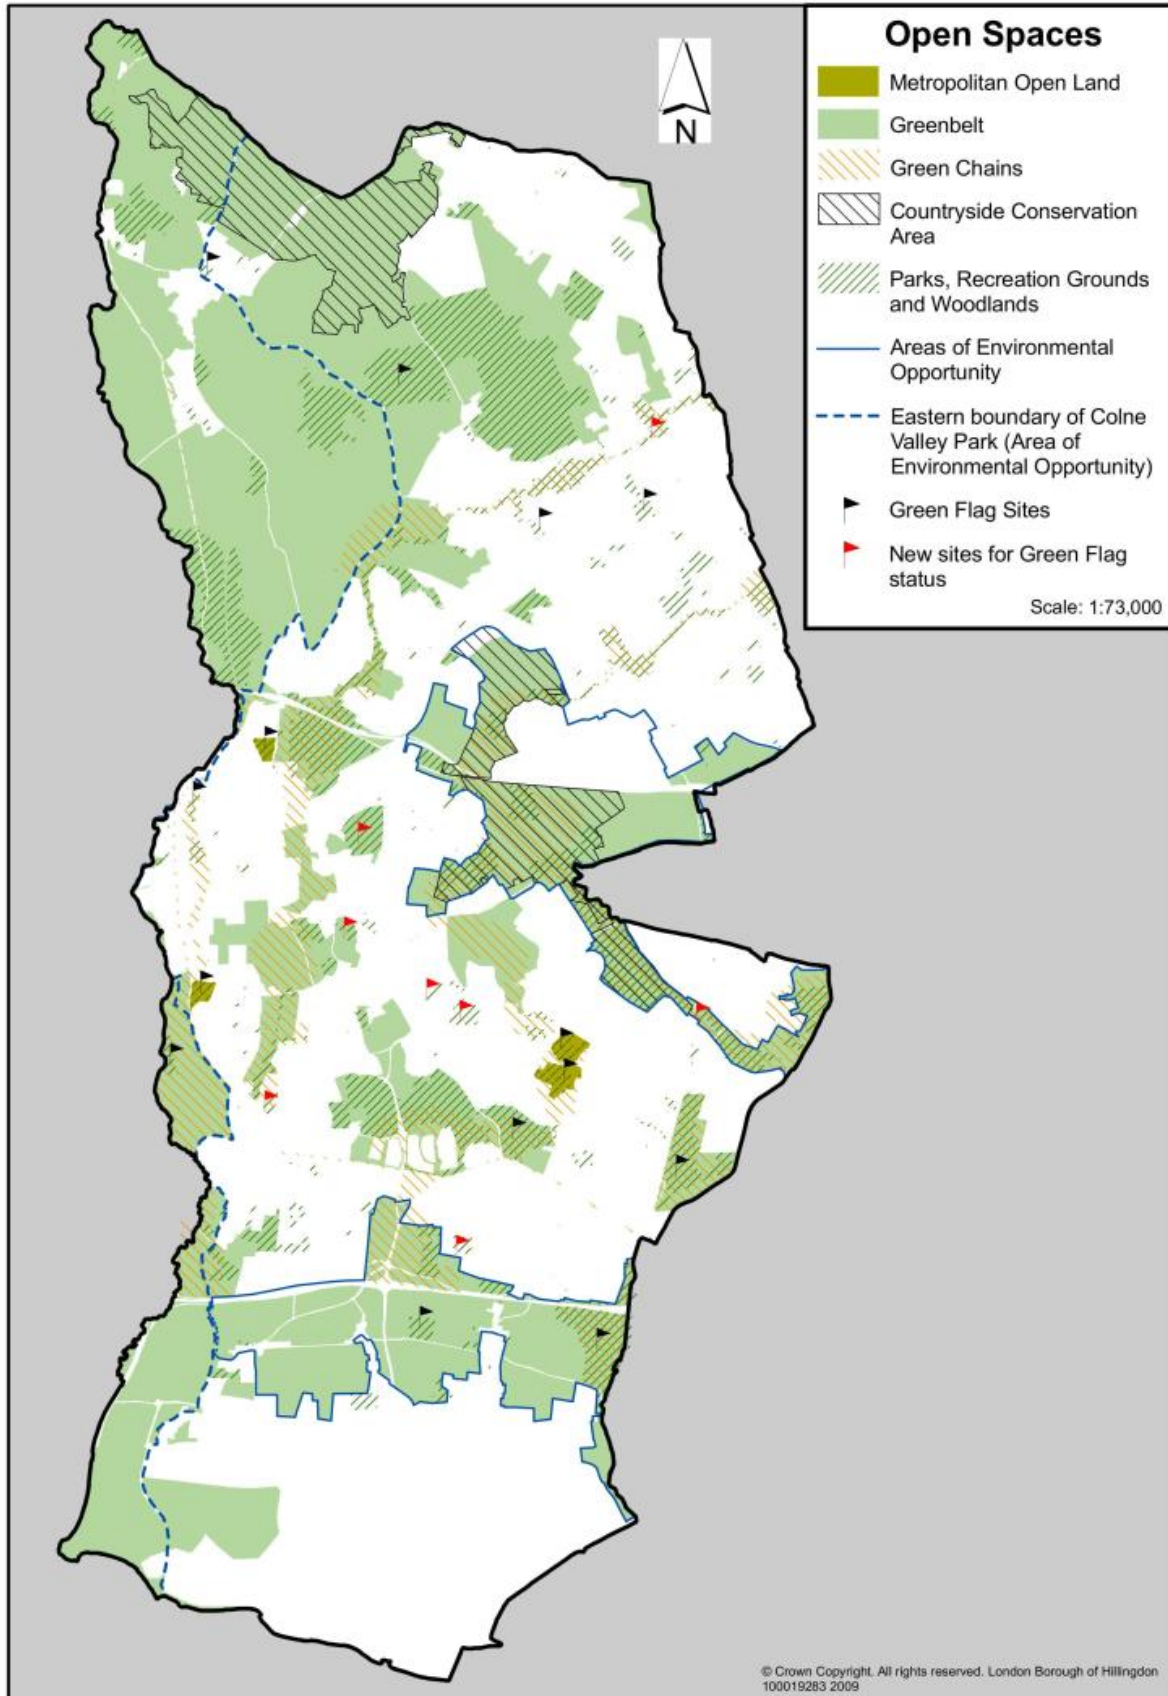 Open Spaces
Metropolitan Open Land
Greenbelt
Green Chains
Countryside Conservation
Area
Parks, Recreation Grounds
and Woodlands
Areas of Environmental
Opportunity
Eastern boundary of Colne
Valley Park (Area of
Environmental Opportunity)
Green Flag Sites
New sites for Green Flag
status
Scale: 1:73,000
N
© Crown Copyright. All rights reserved. London Borough of Hillingdon
100019283 2009